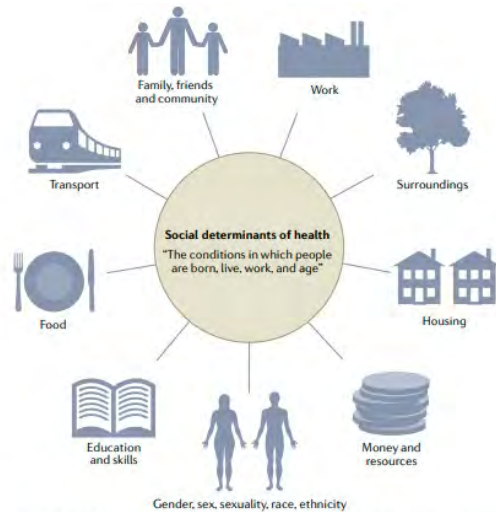 Family, friends
and community
Work
Transport
Surroundings
Social determinants of health
“The conditions in which people
are born, live, work, and age”
Food
Housing
Education
and skills
Money and
resources
Gender, sex, sexuality, race, ethnicity